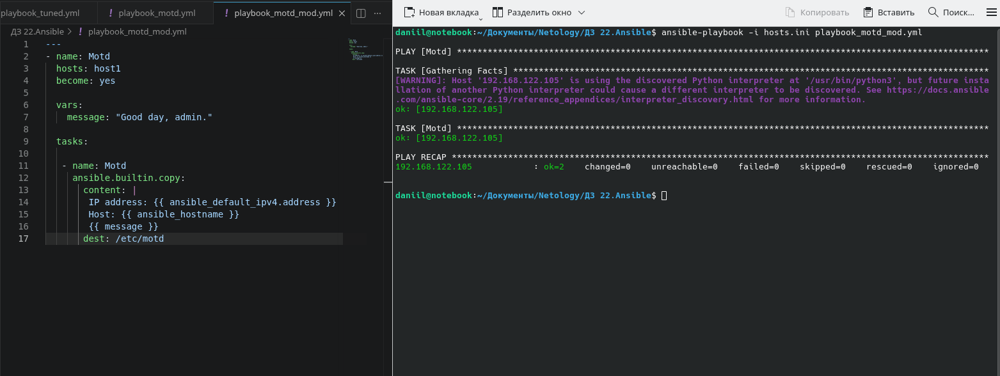 playbook_tuned.yml
! playbook_motd.yml
! playbook_motd_mod.yml
ДЗ 22.Ansible > ! playbook_motd_mod.yml
1 ---
2 - name: Motd
3 hosts: host1
4 become: yes
5
6 vars:
7 message: "Good day, admin."
8
9 tasks:
10
11 - name: Motd
12 ansible.builtin.copy:
13 content: |
14 IP address: {{ ansible_default_ipv4.address }}
15 Host: {{ ansible_hostname }}
16 {{ message }}
17 dest: /etc/motd
Новая вкладка Разделить окно Копировать Вставить Поиск...
daniil@notebook:~/Документы/Netology/ДЗ 22.Ansible$ ansible-playbook -i hosts.ini playbook_motd_mod.yml
PLAY [Motd] ********************************************************************************************************
TASK [Gathering Facts] *********************************************************************************************
[WARNING]: Host '192.168.122.105' is using the discovered Python interpreter at '/usr/bin/python3', but future insta
llation of another Python interpreter could cause a different interpreter to be discovered. See https://docs.ansible
.com/ansible-core/2.19/reference_appendices/interpreter_discovery.html for more information.
ok: [192.168.122.105]
TASK [Motd] ********************************************************************************************************
ok: [192.168.122.105]
PLAY RECAP *********************************************************************************************************
192.168.122.105 : ok=2 changed=0 unreachable=0 failed=0 skipped=0 rescued=0 ignored=0
daniil@notebook:~/Документы/Netology/ДЗ 22.Ansible$